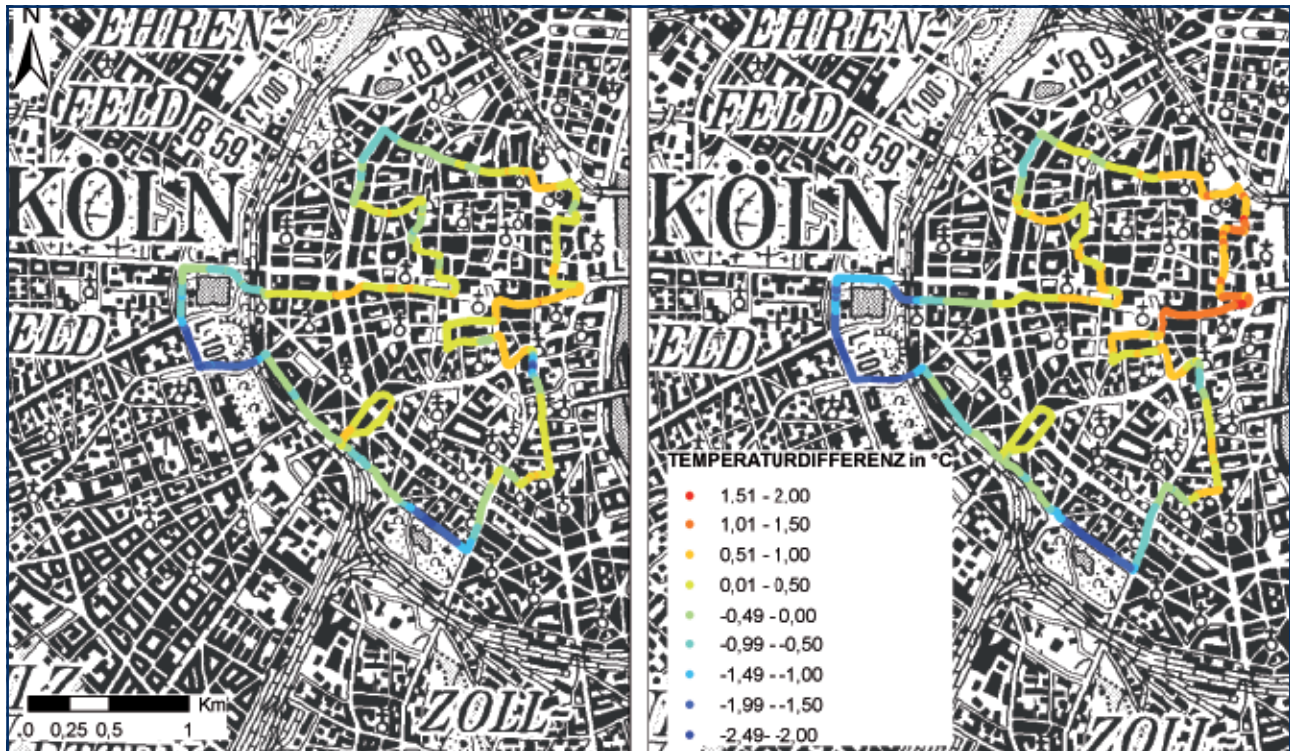 N
EHREN-
FELD
B 9
B 59
100
KÖLN
ELD
ZOLL-
0 0,25 0,5 1 Km
EHREN-
FELD
B 9
B 59
100
KÖLN
ELD
ZOLL-
TEMPERATURDIFFERENZ in °C
1,51 - 2,00
1,01 - 1,50
0,51 - 1,00
0,01 - 0,50
-0,49 - 0,00
-0,99 - -0,50
-1,49 - -1,00
-1,99 - -1,50
-2,49 - -2,00